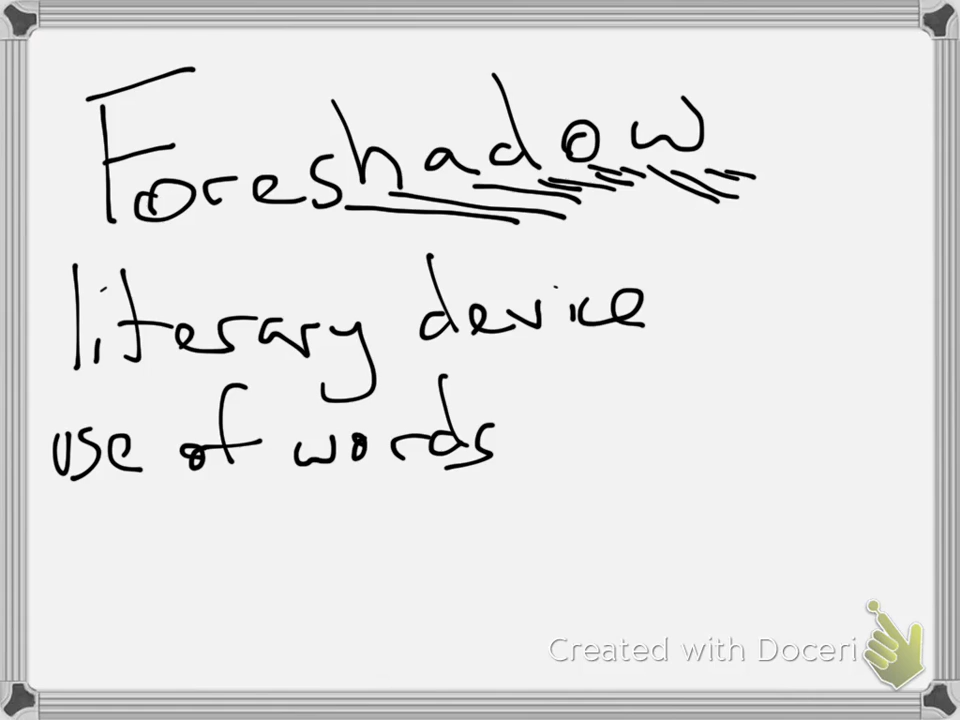 Foreshadow
literary device
use of words
Created with Doceri